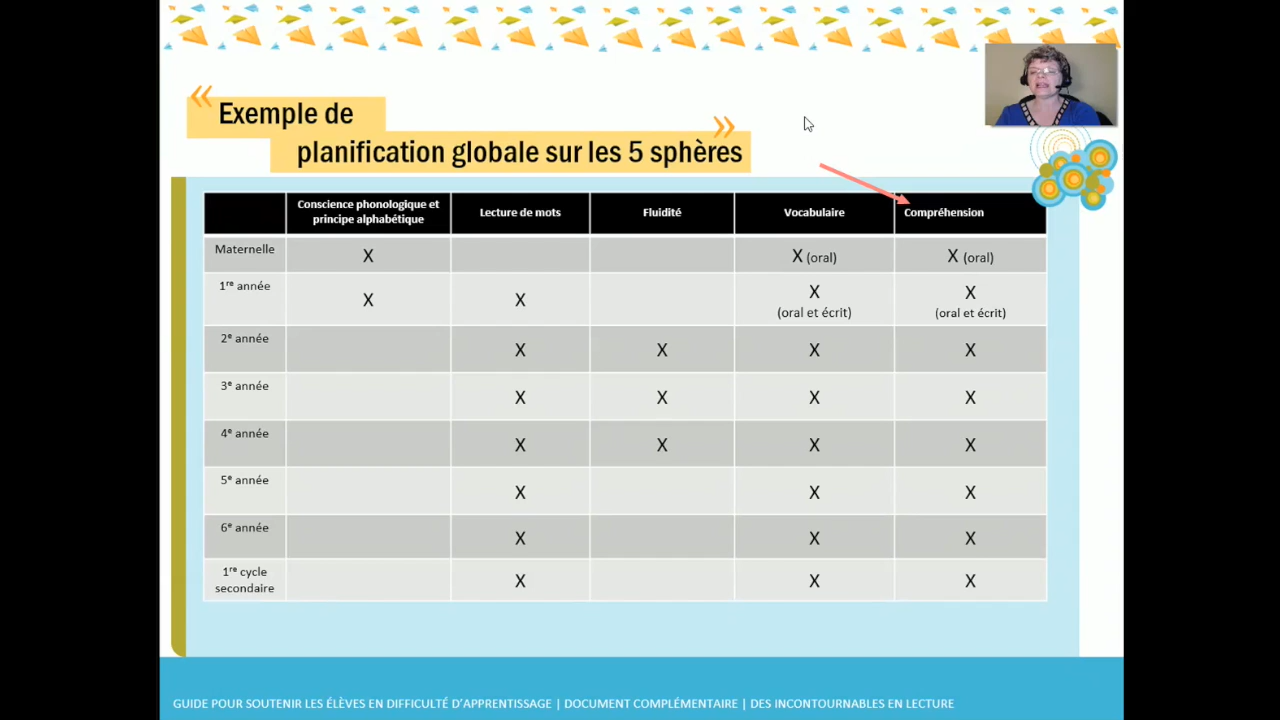 « Exemple de
planification globale sur les 5 sphères »
Conscience phonologique et principe alphabétique Lecture de mots Fluidité Vocabulaire Compréhension
Maternelle X X (oral) X (oral)
1re année X X X (oral et écrit) X (oral et écrit)
2e année X X X X
3e année X X X X
4e année X X X X
5e année X X X
6e année X X X
1re cycle secondaire X X X
GUIDE POUR SOUTENIR LES ÉLÈVES EN DIFFICULTÉ D’APPRENTISSAGE | DOCUMENT COMPLÉMENTAIRE | DES INCONTOURNABLES EN LECTURE